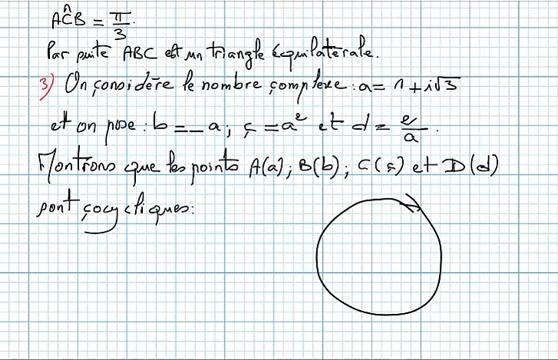 AĈB = π/3.
Par suite ABC est un triangle équilatérale.
3) On considère le nombre complexe : a = 1 + i√3
et on pose : b = _ a ; c = a² et d = 2/a.
Montrons que les points A(a) ; B(b) ; C(c) et D(d)
sont cocycliques :